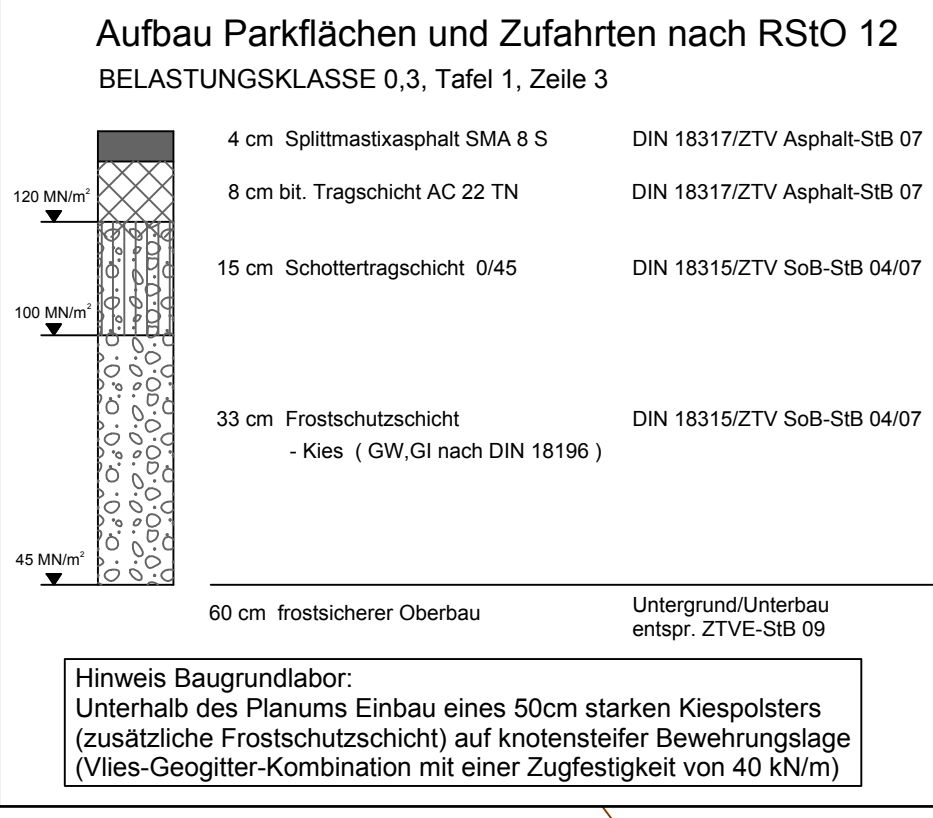 Aufbau Parkflächen und Zufahrten nach RStO 12
BELASTUNGSKLASSE 0,3, Tafel 1, Zeile 3
4 cm Splittmastixasphalt SMA 8 S DIN 18317/ZTV Asphalt-StB 07
8 cm bit. Tragschicht AC 22 TN DIN 18317/ZTV Asphalt-StB 07
120 MN/m²
15 cm Schottertragschicht 0/45 DIN 18315/ZTV SoB-StB 04/07
100 MN/m²
33 cm Frostschutzschicht DIN 18315/ZTV SoB-StB 04/07
- Kies ( GW,GI nach DIN 18196 )
45 MN/m²
60 cm frostsicherer Oberbau Untergrund/Unterbau
entspr. ZTVE-StB 09
Hinweis Baugrundlabor:
Unterhalb des Planums Einbau eines 50cm starken Kiespolsters
(zusätzliche Frostschutzschicht) auf knotensteifer Bewehrungslage
(Vlies-Geogitter-Kombination mit einer Zugfestigkeit von 40 kN/m)